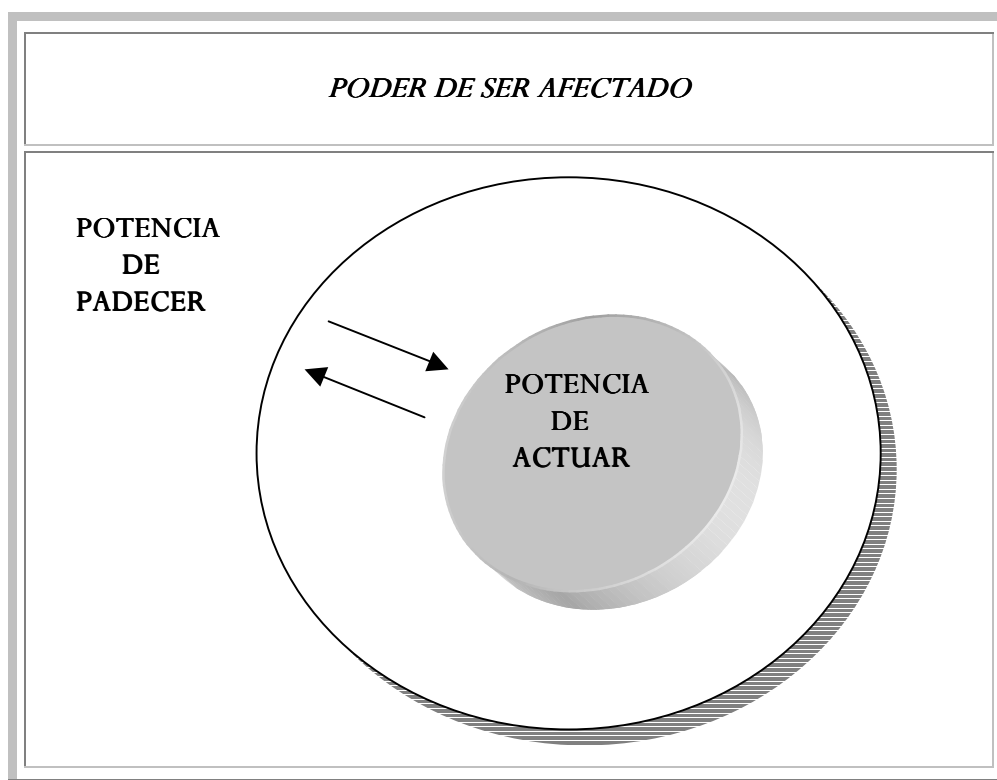 PODER DE SER AFECTADO
POTENCIA
DE
PADECER
POTENCIA
DE
ACTUAR